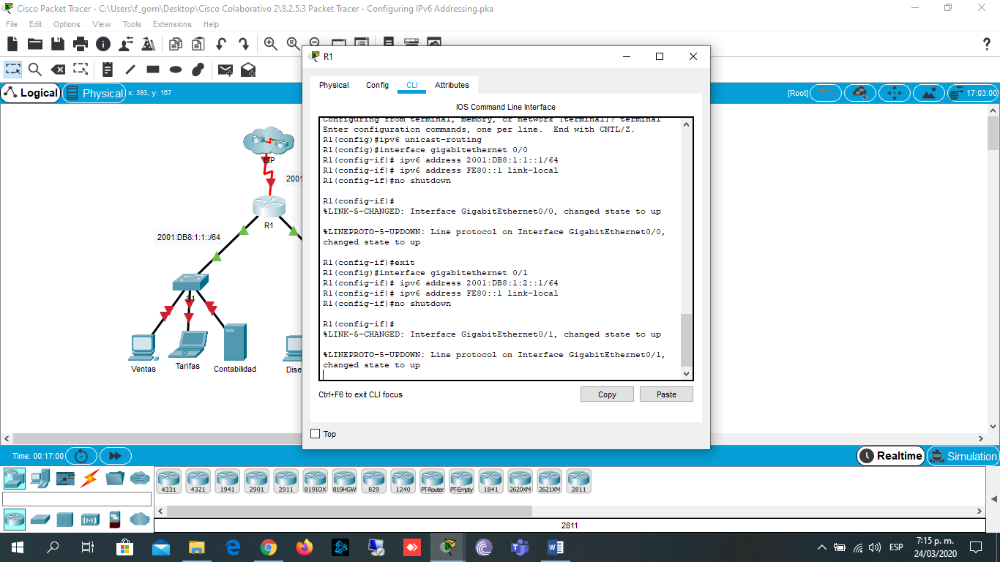 Cisco Packet Tracer - C:\Users\f_gom\Desktop\Cisco Colaborativo 2\8.2.5.3 Packet Tracer - Configuring IPv6 Addressing.pka
File Edit Options View Tools Extensions Help
R1
Logical
Physical
x: 393, y: 167
[Root]
17:03:00
Physical Config CLI Attributes
IOS Command Line Interface
Configuring from terminal, memory, or network [terminal]? terminal
Enter configuration commands, one per line. End with CNTL/Z.
R1(config)#ipv6 unicast-routing
R1(config)#interface gigabitethernet 0/0
R1(config-if)# ipv6 address 2001:DB8:1:1::1/64
R1(config-if)# ipv6 address FE80::1 link-local
R1(config-if)#no shutdown
R1(config-if)#
%LINK-5-CHANGED: Interface GigabitEthernet0/0, changed state to up
%LINEPROTO-5-UPDOWN: Line protocol on Interface GigabitEthernet0/0,
changed state to up
R1(config-if)#exit
R1(config)#interface gigabitethernet 0/1
R1(config-if)# ipv6 address 2001:DB8:1:2::1/64
R1(config-if)# ipv6 address FE80::1 link-local
R1(config-if)#no shutdown
R1(config-if)#
%LINK-5-CHANGED: Interface GigabitEthernet0/1, changed state to up
%LINEPROTO-5-UPDOWN: Line protocol on Interface GigabitEthernet0/1,
changed state to up
Ctrl+F6 to exit CLI focus
Copy
Paste
Top
ISP
2001
R1
2001:DB8:1:1::/64
S1
Ventas
Tarifas
Contabilidad
Dise
Time: 00:17:00
Realtime
Simulation
4331 4321 1941 2901 2911 819IOX 819HGW 829 1240 PT-Router PT-Empty 1841 2620XM 2621XM 2811
2811
ESP
7:15 p. m.
24/03/2020